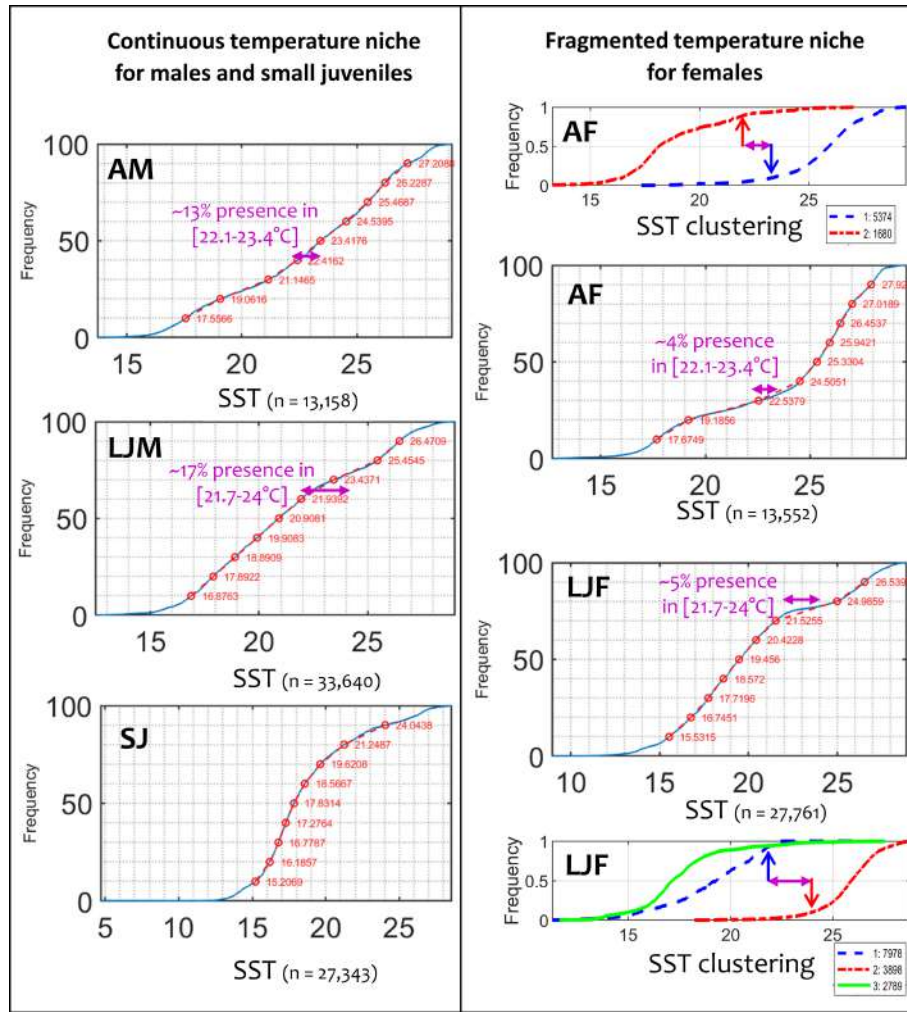 Continuous temperature niche
for males and small juveniles
AM
Frequency
100
50
0
~13% presence in
[22.1-23.4°C]
27.2088
26.2287
25.4687
24.5395
23.4176
22.4162
21.1465
19.0616
17.5566
15
20
25
SST (n = 13,158)
LJM
Frequency
100
50
0
~17% presence in
[21.7-24°C]
26.4709
25.4545
23.4371
21.9392
20.9081
19.9083
18.8909
17.8922
16.8763
15
20
25
SST (n = 33,640)
SJ
Frequency
100
50
0
24.0438
21.2487
19.6208
18.5667
17.8314
17.2764
16.7787
16.1857
15.2069
5
10
15
20
25
SST (n = 27,343)
Fragmented temperature niche
for females
AF
Frequency
1
0.5
0
15
20
25
SST clustering
1: 5374
2: 1680
AF
Frequency
100
50
0
~4% presence
in [22.1-23.4°C]
27.92
27.0189
26.4537
25.9421
25.3304
24.5051
22.5379
19.1856
17.6749
15
20
25
SST (n = 13,552)
LJF
Frequency
100
50
0
~5% presence
in [21.7-24°C]
26.539
24.9859
21.5255
20.4228
19.456
18.572
17.7196
16.7451
15.5315
10
15
20
25
SST (n = 27,761)
LJF
Frequency
1
0.5
0
15
20
25
SST clustering
1: 7978
2: 3898
3: 2789